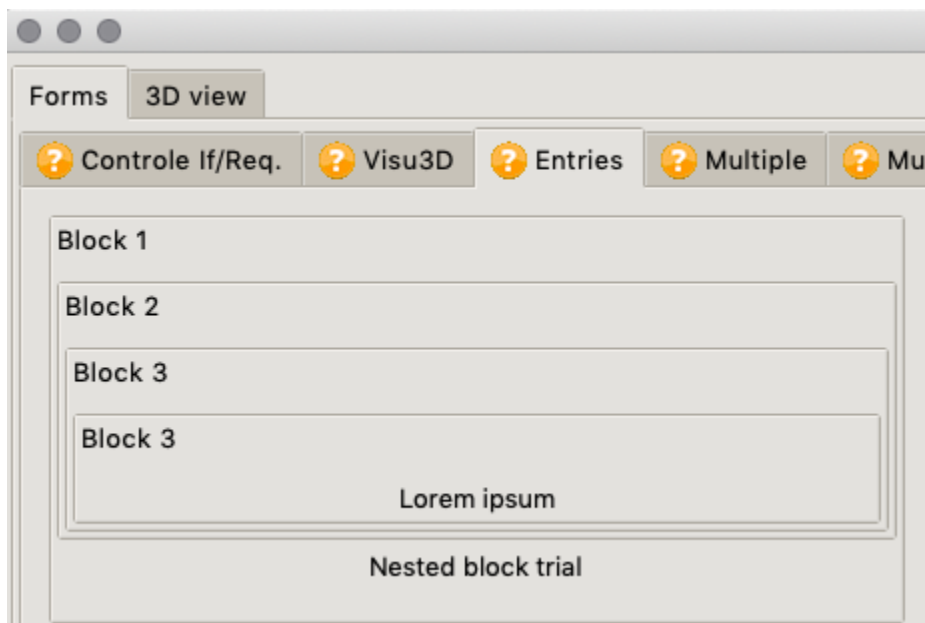 Forms 3D view
? Controle If/Req. ? Visu3D ? Entries ? Multiple ? Mu
Block 1
Block 2
Block 3
Block 3
Lorem ipsum
Nested block trial